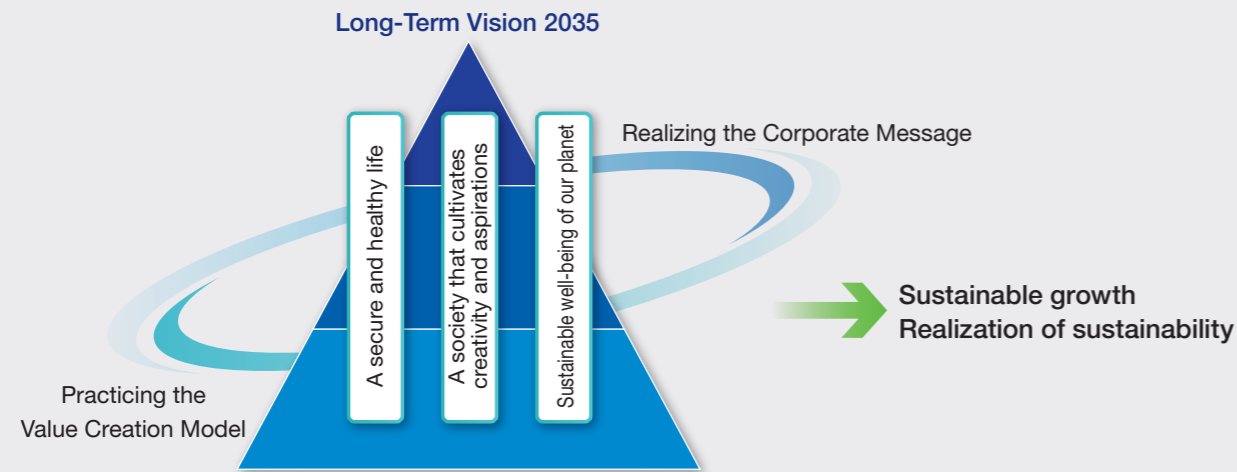 Long-Term Vision 2035
A secure and healthy life
A society that cultivates
creativity and aspirations
Sustainable well-being of our planet
Realizing the Corporate Message
Sustainable growth
Realization of sustainability
Practicing the
Value Creation Model